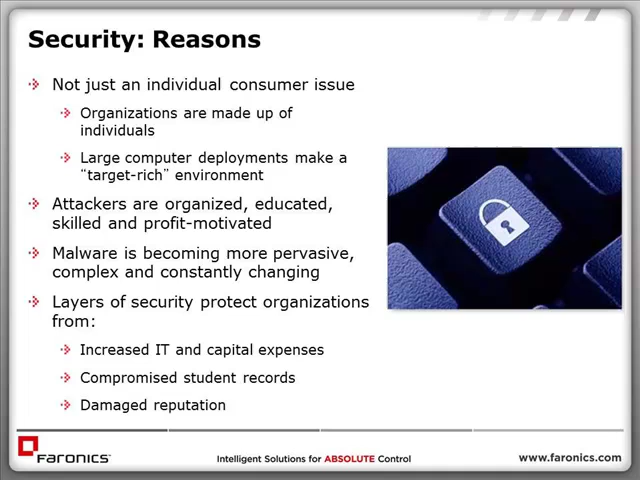 Security: Reasons
Not just an individual consumer issue
Organizations are made up of
individuals
Large computer deployments make a
"target-rich" environment
Attackers are organized, educated,
skilled and profit-motivated
Malware is becoming more pervasive,
complex and constantly changing
Layers of security protect organizations
from:
Increased IT and capital expenses
Compromised student records
Damaged reputation
FARONICS
Intelligent Solutions for ABSOLUTE Control
www.faronics.com